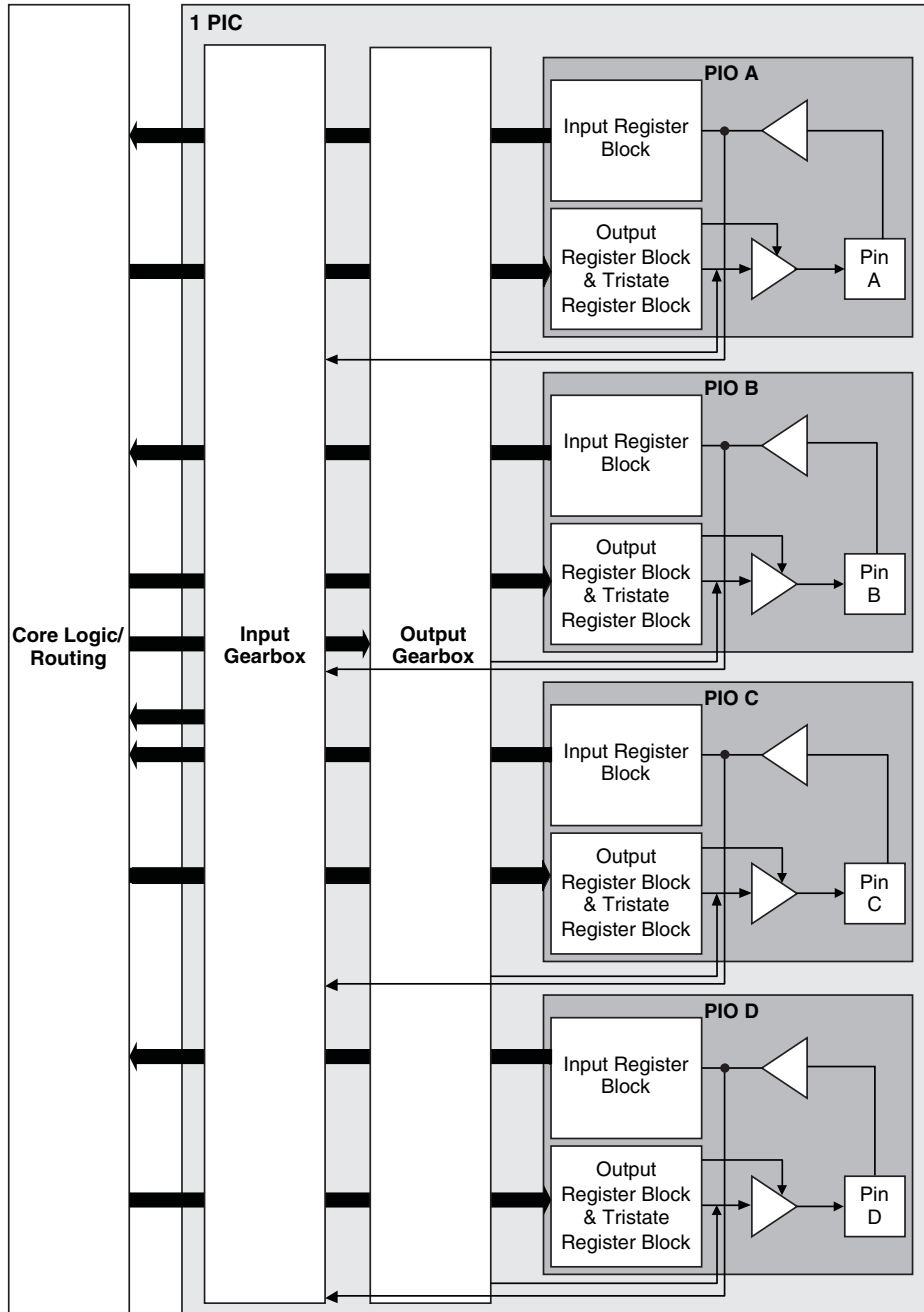 1 PIC
PIO A
Input Register
Block
Output
Register Block
& Tristate
Register Block
Pin
A
PIO B
Input Register
Block
Output
Register Block
& Tristate
Register Block
Pin
B
Core Logic/
Routing
Input
Gearbox
Output
Gearbox
PIO C
Input Register
Block
Output
Register Block
& Tristate
Register Block
Pin
C
PIO D
Input Register
Block
Output
Register Block
& Tristate
Register Block
Pin
D